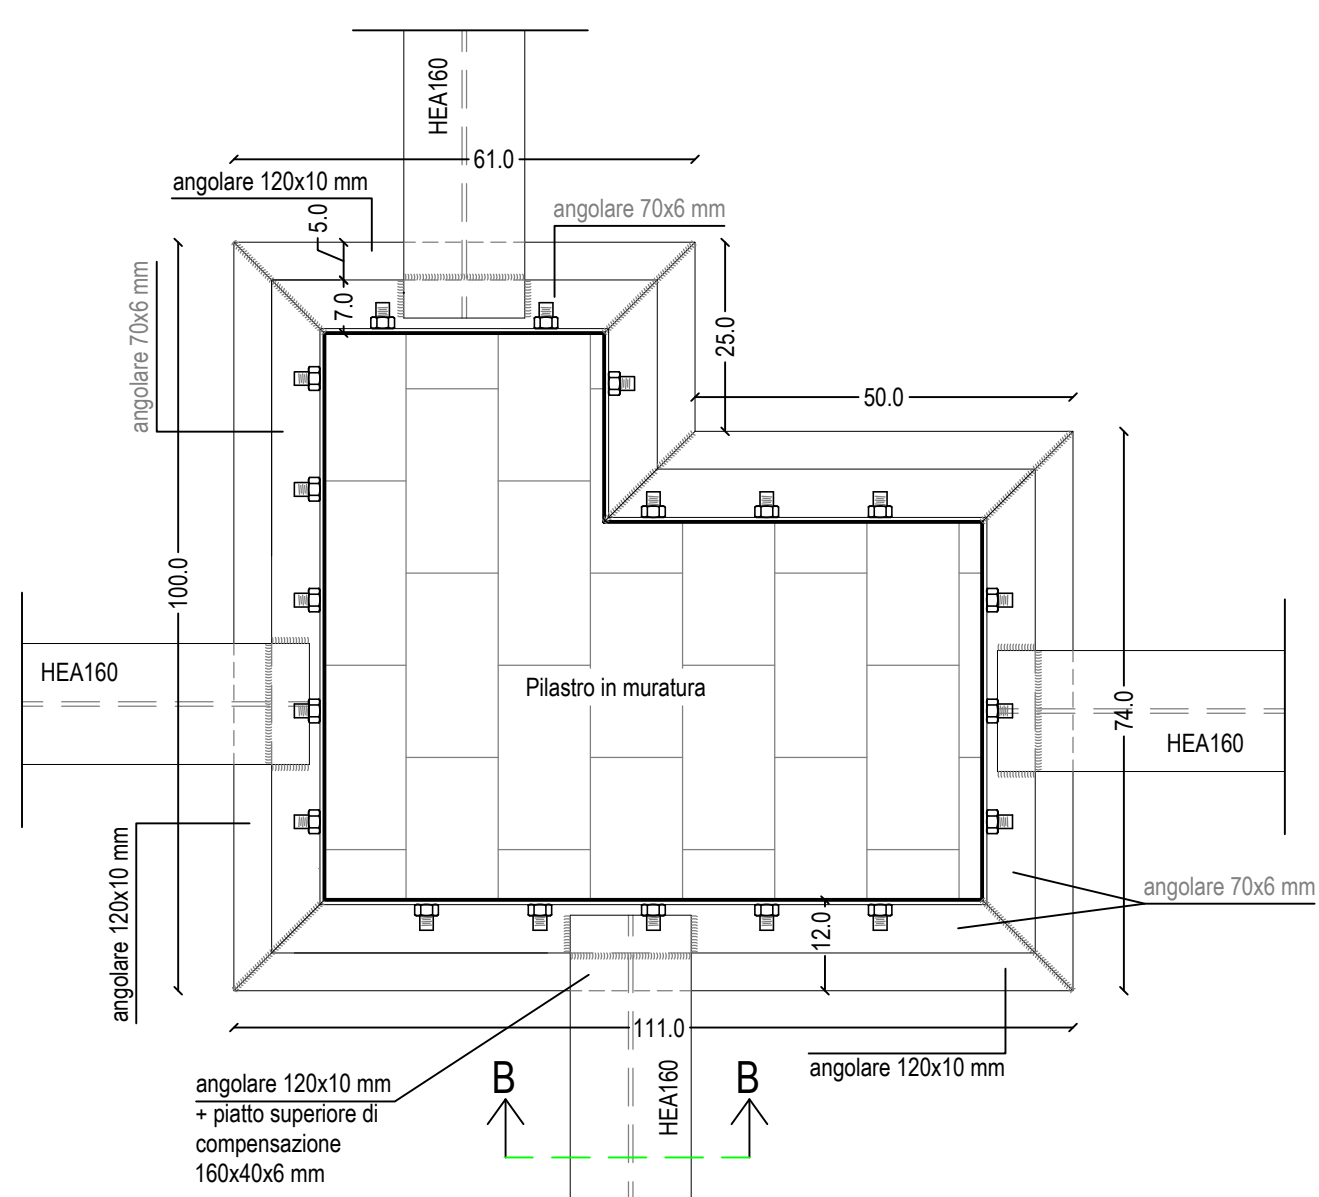 HEA160
61.0
angolare 120x10 mm
5.0
angolare 70x6 mm
angolare 70x6 mm
7.0
25.0
50.0
100.0
HEA160
Pilastro in muratura
74.0
HEA160
angolare 120x10 mm
angolare 70x6 mm
12.0
111.0
angolare 120x10 mm
+ piatto superiore di
compensazione
160x40x6 mm
B
B
HEA160
angolare 120x10 mm